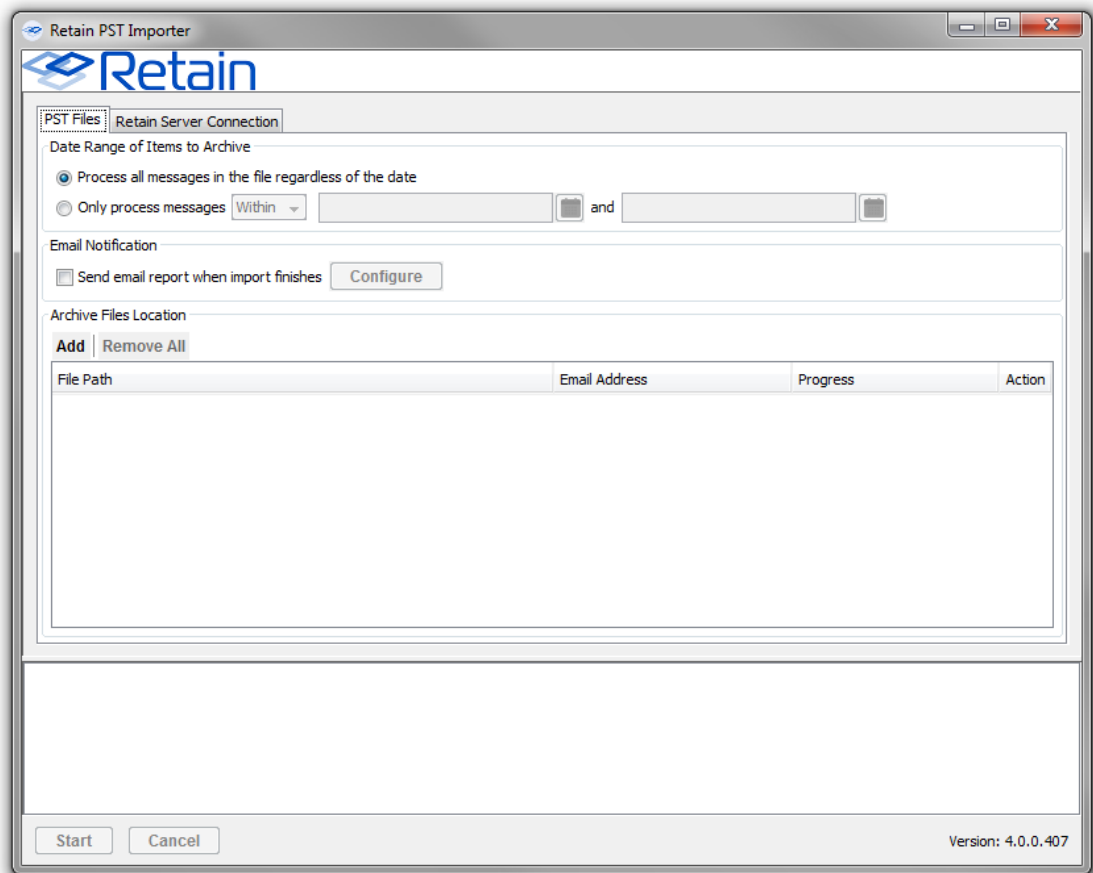 Retain PST Importer
Retain
PST Files Retain Server Connection
Date Range of Items to Archive
Process all messages in the file regardless of the date
Only process messages Within and
Email Notification
Send email report when import finishes Configure
Archive Files Location
Add Remove All
File Path Email Address Progress Action
Start Cancel Version: 4.0.0.407